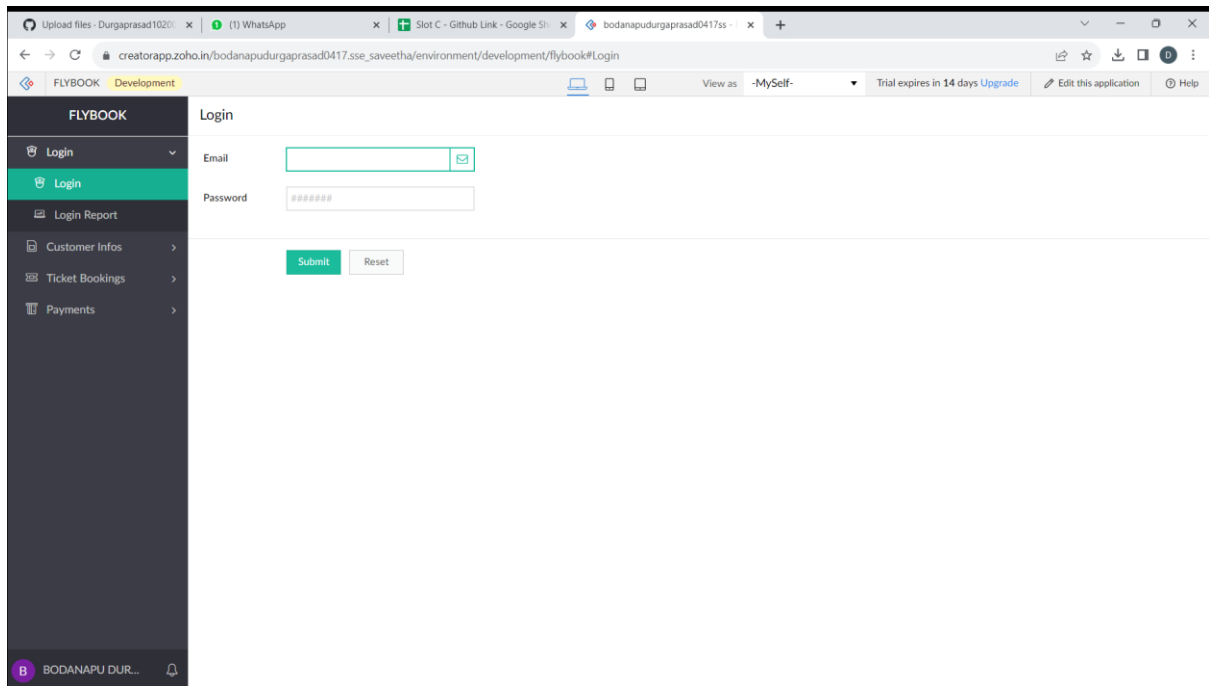 Upload files - Durgaprasad1020 (1) WhatsApp Slot C - Github Link - Google Sh bodanapudurgaprasad0417ss -
creatorapp.zoho.in/bodanapudurgaprasad0417.sse_saveetha/environment/development/flybook#Login D
FLYBOOK Development View as -MySelf- Trial expires in 14 days Upgrade Edit this application Help
FLYBOOK
Login
Login
Email
Login
Password #######
Login Report
Customer Infos
Submit Reset
Ticket Bookings
Payments
B BODANAPU DUR...